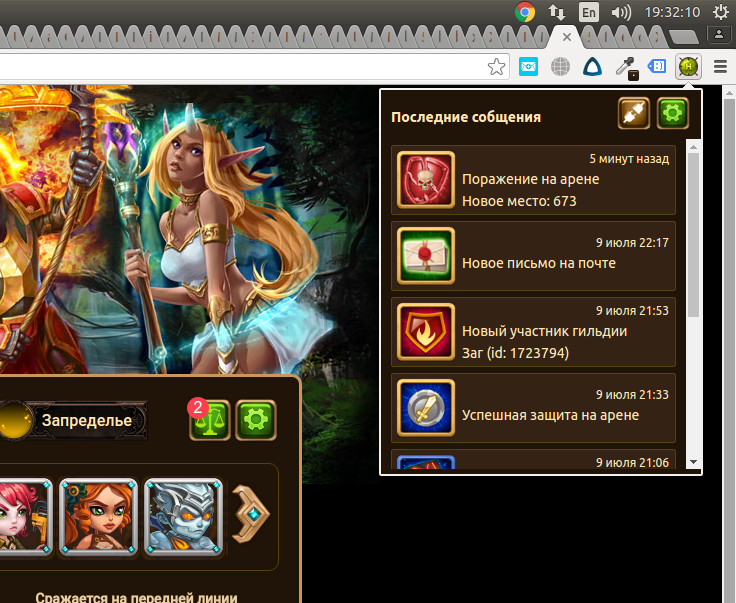 En
19:32:10
Последние собщения
5 минут назад
Поражение на арене
Новое место: 673
9 июля 22:17
Новое письмо на почте
9 июля 21:53
Новый участник гильдии
Заг (id: 1723794)
9 июля 21:33
Успешная защита на арене
9 июля 21:06
2
Запределье
Сражается на передней линии